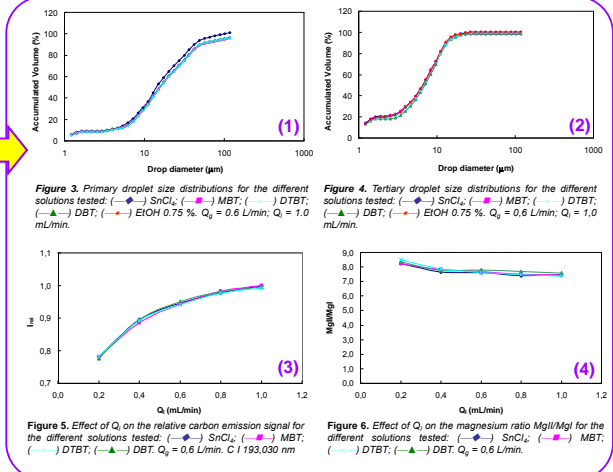 120
100
80
60
40
20
0
Accumulated Volume (%)
1 10 100 1000
Drop diameter (μm)
(1)
120
100
80
60
40
20
0
Accumulated Volume (%)
1 10 100 1000
Drop diameter (μm)
(2)
Figure 3. Primary droplet size distributions for the different
solutions tested: (—◆—) SnCl₄; (—■—) MBT; (— —) DTBT;
(—▲—) DBT; (—●—) EtOH 0.75 %. Qg = 0.6 L/min; Ql = 1.0
mL/min.
Figure 4. Tertiary droplet size distributions for the different
solutions tested: (—◆—) SnCl₄; (—■—) MBT; (— —) DTBT;
(—▲—) DBT; (—●—) EtOH 0.75 %. Qg = 0,6 L/min; Ql = 1,0
mL/min.
1,1
1,0
0,9
0,8
0,7
Irel
0,0 0,2 0,4 0,6 0,8 1,0
Ql (mL/min)
(3)
9,0
8,0
7,0
6,0
5,0
4,0
3,0
2,0
1,0
0,0
MgII/MgI
0,0 0,2 0,4 0,6 0,8 1,0
Ql (mL/min)
(4)
Figure 5. Effect of Ql on the relative carbon emission signal for
the different solutions tested: (—◆—) SnCl₄; (—■—) MBT;
(— —) DTBT; (—▲—) DBT. Qg = 0,6 L/min. C I 193,030 nm
Figure 6. Effect of Ql on the magnesium ratio MgII/MgI for the
different solutions tested: (—◆—) SnCl₄; (—■—) MBT;
(— —) DTBT; (—▲—) DBT. Qg = 0,6 L/min.